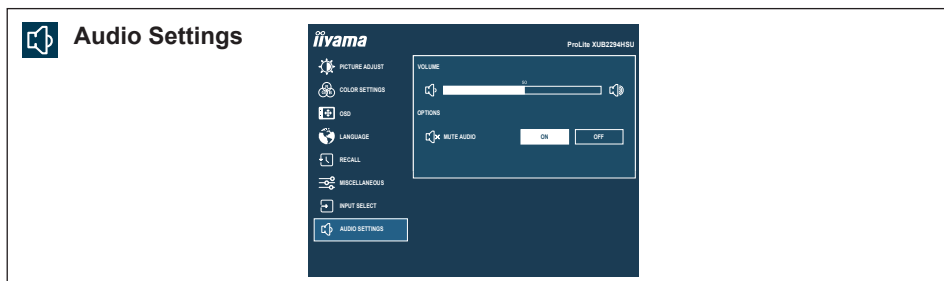 Audio Settings
iiyama
ProLite XUB2294HSU
PICTURE ADJUST
COLOR SETTINGS
OSD
LANGUAGE
RECALL
MISCELLANEOUS
INPUT SELECT
AUDIO SETTINGS
VOLUME
50
OPTIONS
MUTE AUDIO ON OFF